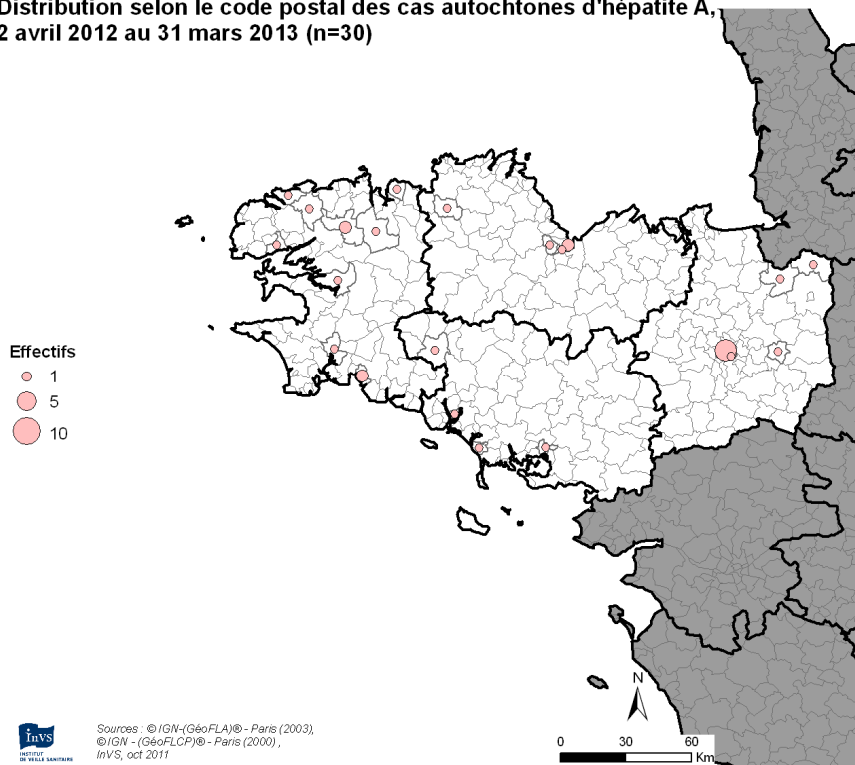 Distribution selon le code postal des cas autochtones d'hépatite A,
2 avril 2012 au 31 mars 2013 (n=30)
Effectifs
1
5
10
N
0 30 60
Km
invs
INSTITUT
DE VEILLE SANITAIRE
Sources : © IGN-(GéoFLA)® - Paris (2003),
© IGN - (GéoFLCP)® - Paris (2000) ,
InVS, oct 2011